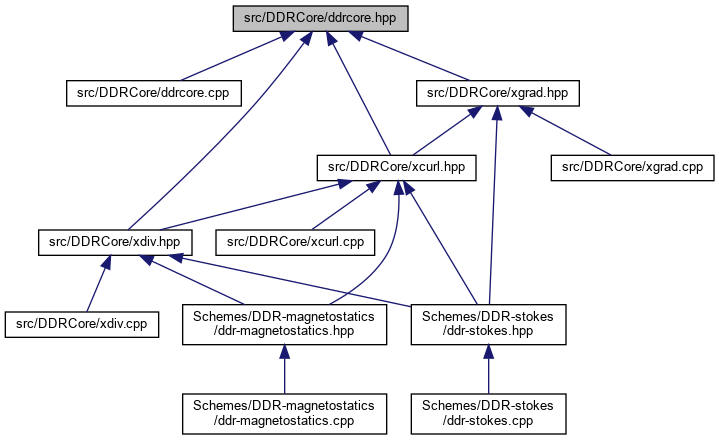 src/DDRCore/ddrcore.hpp
src/DDRCore/ddrcore.cpp
src/DDRCore/xgrad.hpp
src/DDRCore/xcurl.hpp
src/DDRCore/xgrad.cpp
src/DDRCore/xdiv.hpp
src/DDRCore/xcurl.cpp
src/DDRCore/xdiv.cpp
Schemes/DDR-magnetostatics
/ddr-magnetostatics.hpp
Schemes/DDR-stokes
/ddr-stokes.hpp
Schemes/DDR-magnetostatics
/ddr-magnetostatics.cpp
Schemes/DDR-stokes
/ddr-stokes.cpp